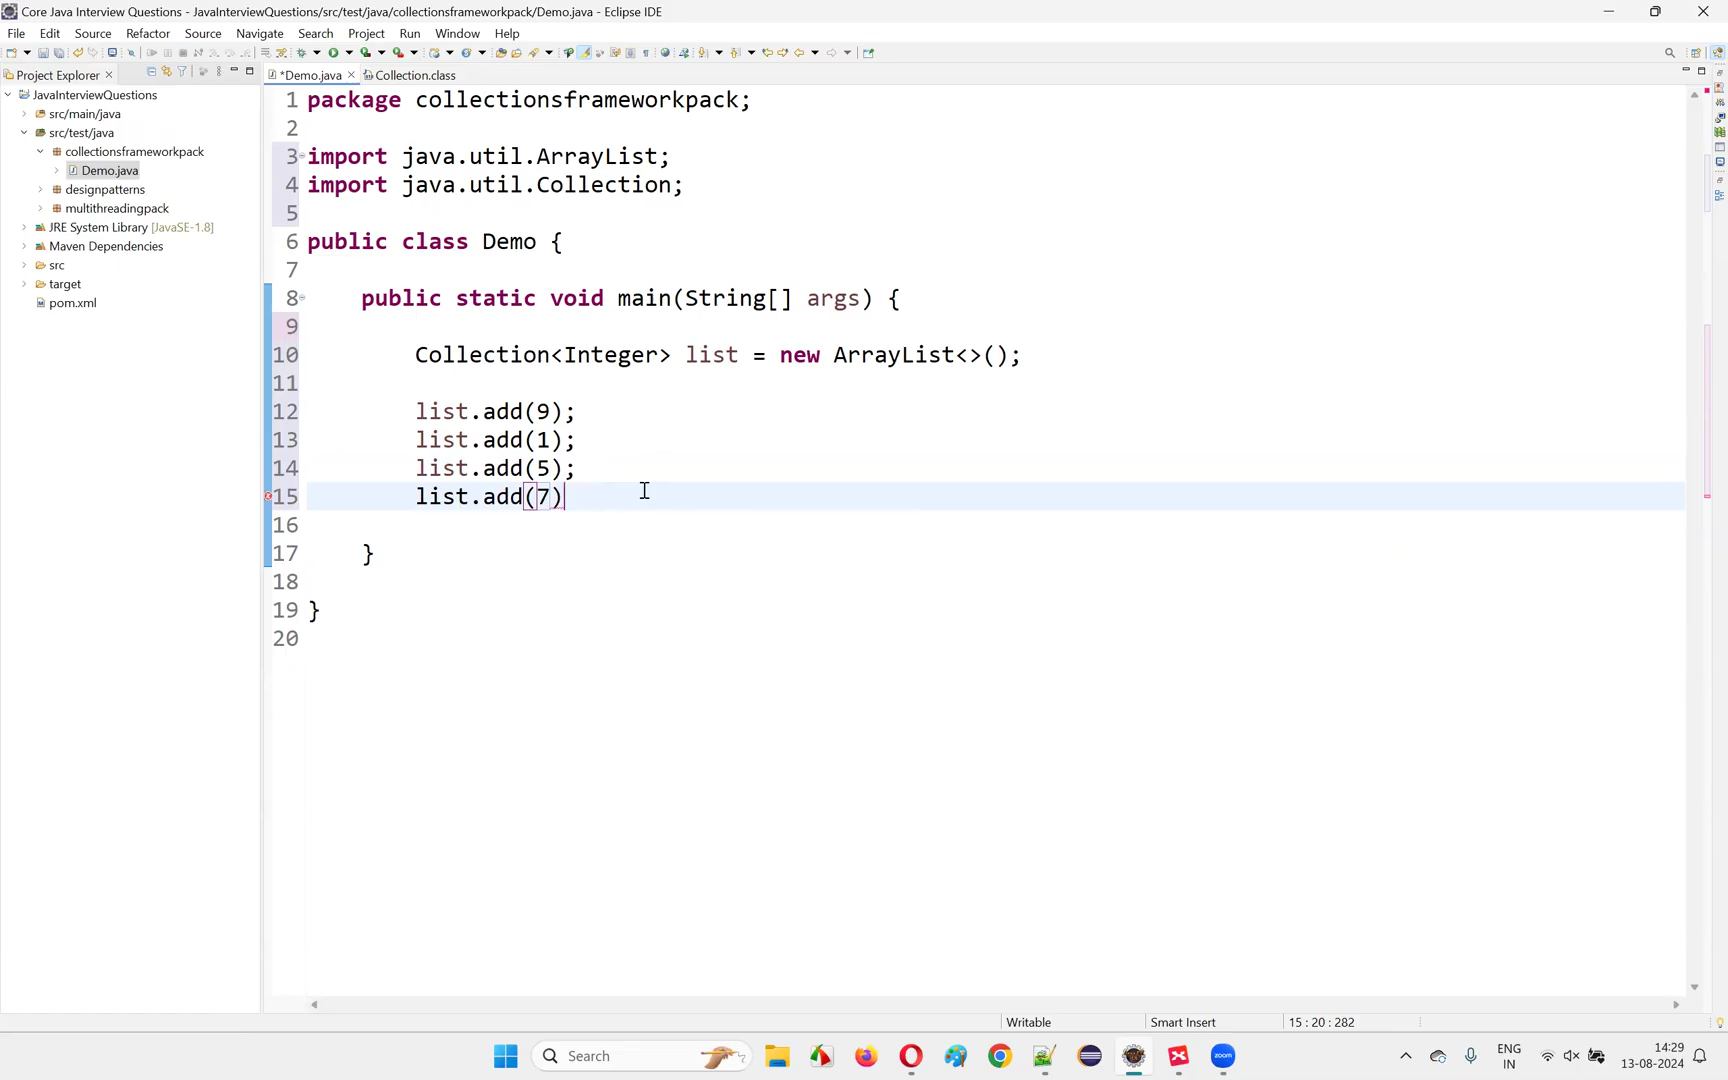 Core Java Interview Questions - JavaInterviewQuestions/src/test/java/collectionsframeworkpack/Demo.java - Eclipse IDE
File Edit Source Refactor Source Navigate Search Project Run Window Help
Project Explorer
*Demo.java Collection.class
JavaInterviewQuestions
src/main/java
src/test/java
collectionsframeworkpack
Demo.java
designpatterns
multithreadingpack
JRE System Library [JavaSE-1.8]
Maven Dependencies
src
target
pom.xml
1 package collectionsframeworkpack;
2
3 import java.util.ArrayList;
4 import java.util.Collection;
5
6 public class Demo {
7
8 public static void main(String[] args) {
9
10 Collection<Integer> list = new ArrayList<>();
11
12 list.add(9);
13 list.add(1);
14 list.add(5);
15 list.add(7)
16
17 }
18
19 }
20
Writable Smart Insert 15 : 20 : 282
Search
zoom
ENG
IN
14:29
13-08-2024